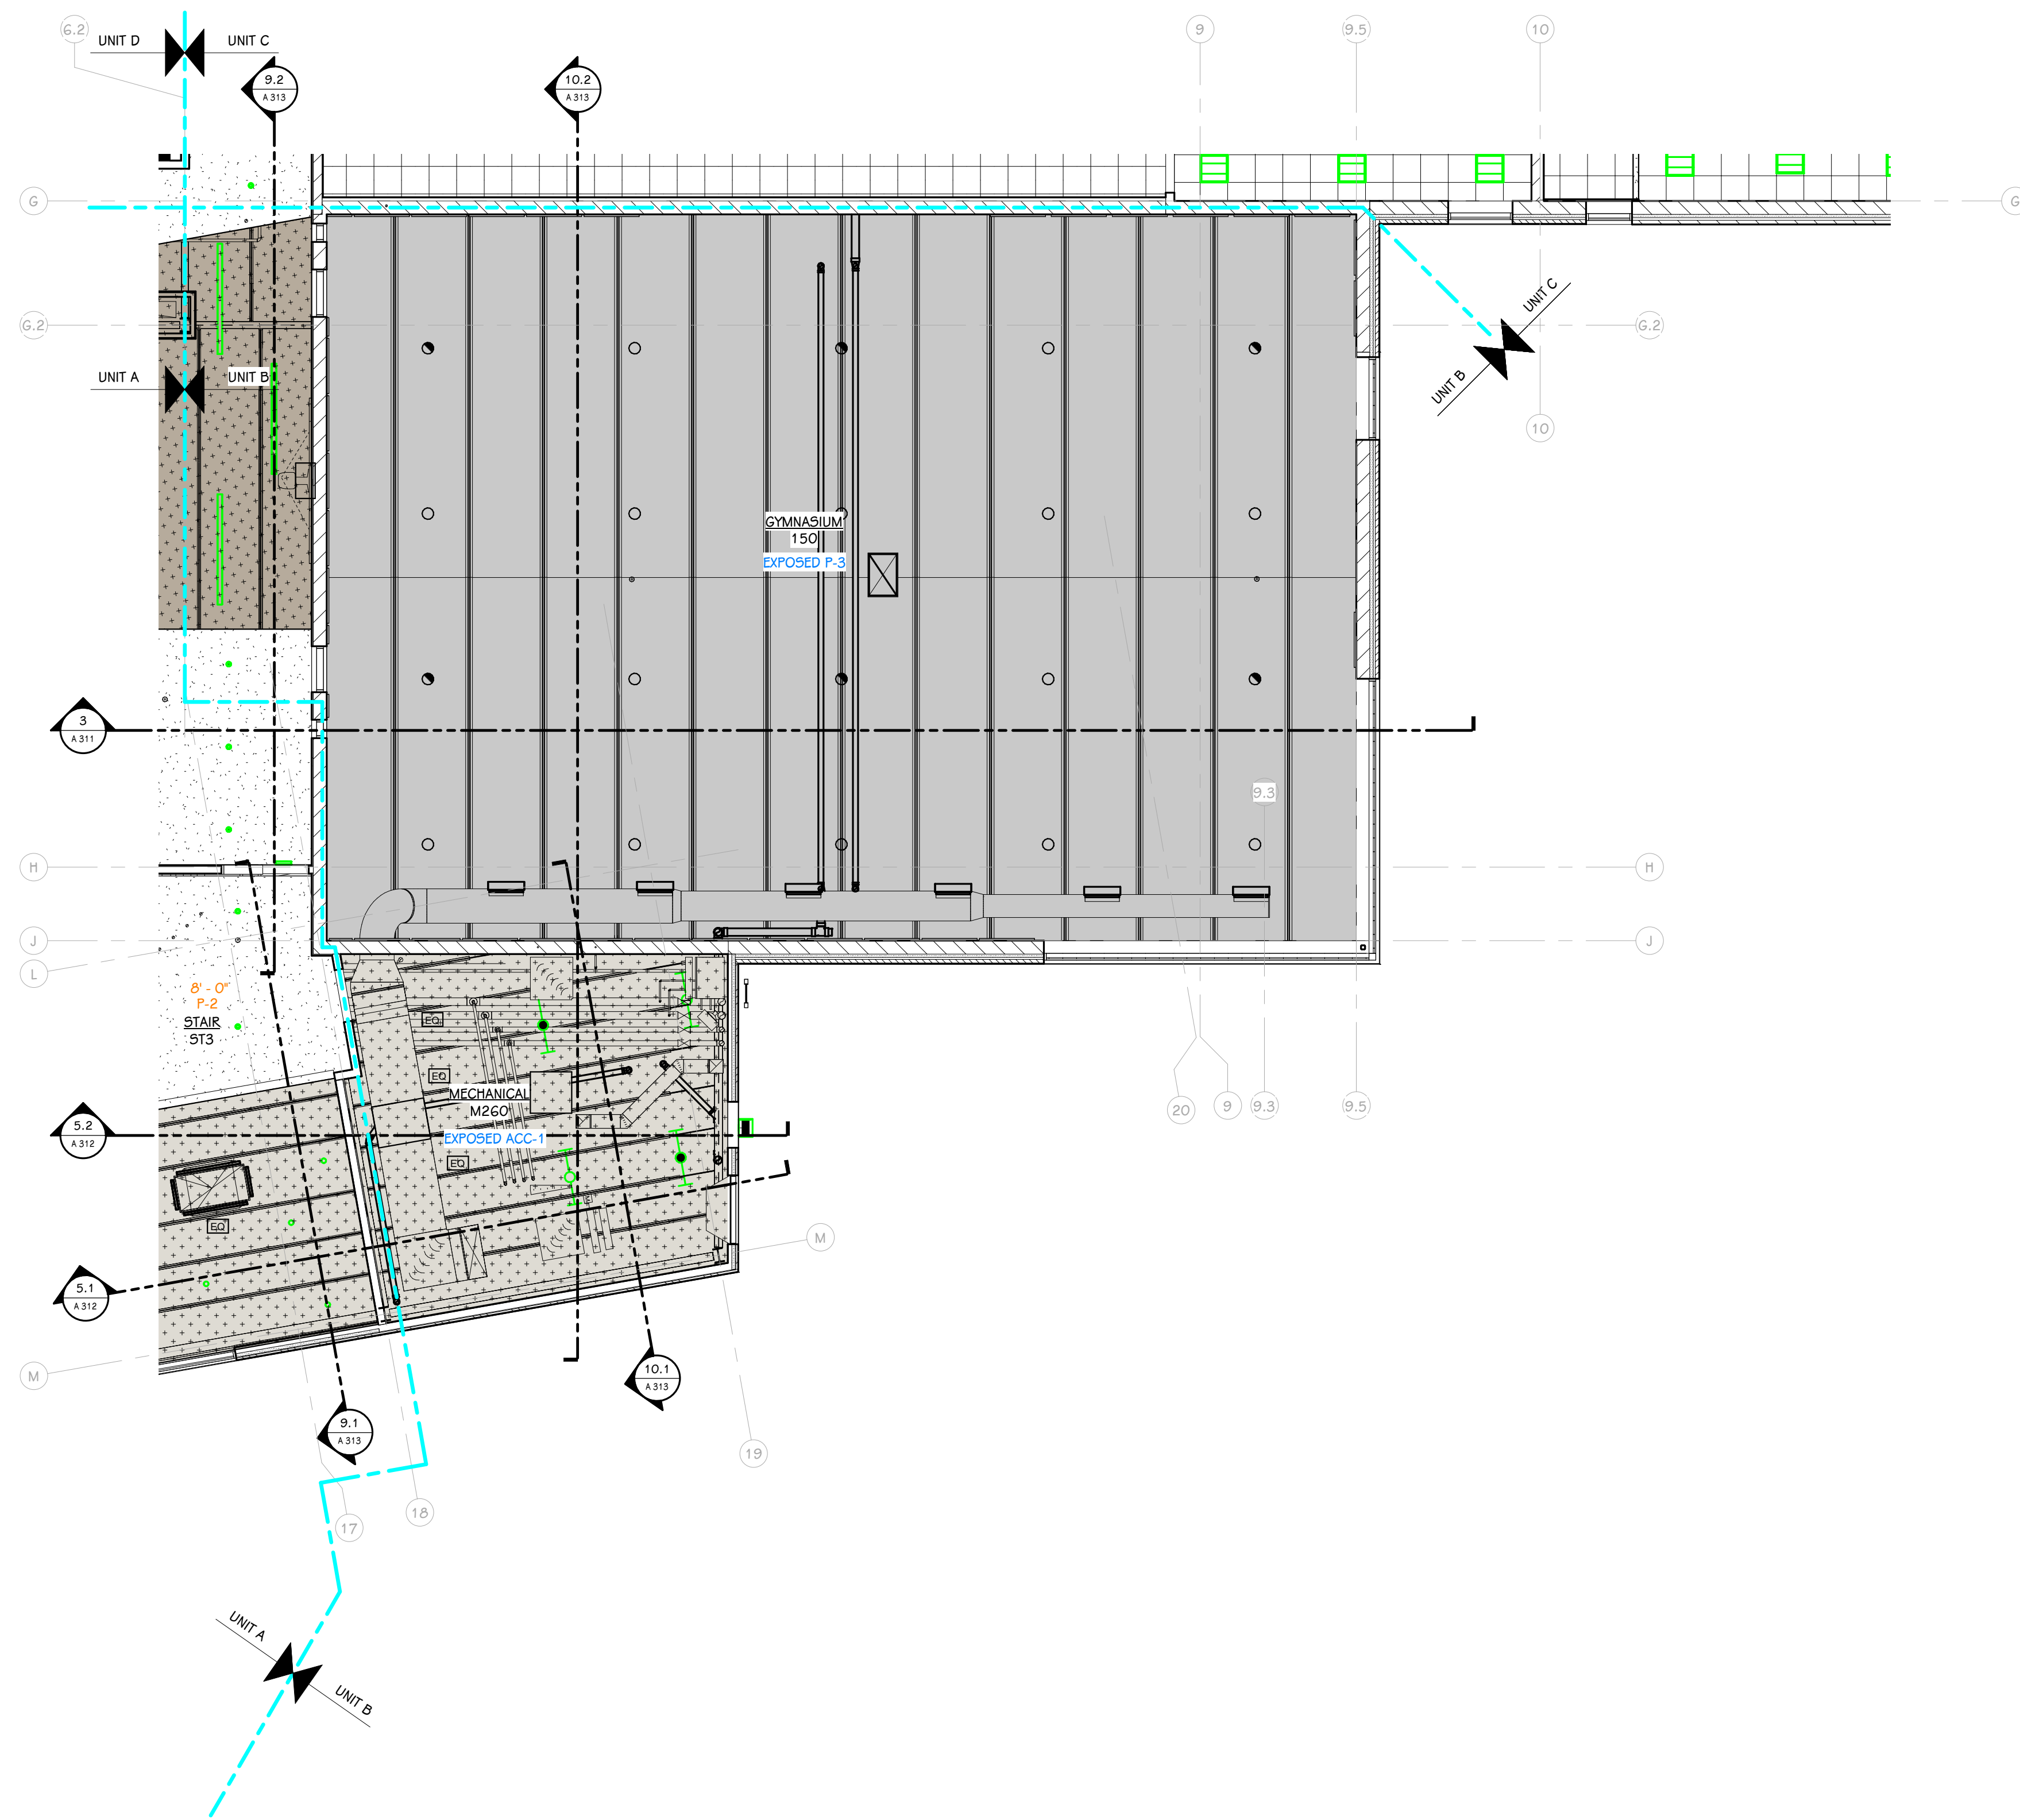 6.2
UNIT D
UNIT C
9
9.5
10
9.2
A 313
10.2
A 313
G
G
G.2
G.2
UNIT C
UNIT B
UNIT A
UNIT B
10
GYMNASIUM
150
EXPOSED P-3
3
A 311
9.3
H
H
J
J
L
8' - 0"
P-2
STAIR
ST3
EQ
EQ
MECHANICAL
M260
EXPOSED ACC-1
EQ
EQ
20
9
9.3
9.5
5.2
A 312
5.1
A 312
M
M
10.1
A 313
9.1
A 313
19
18
17
UNIT A
UNIT B